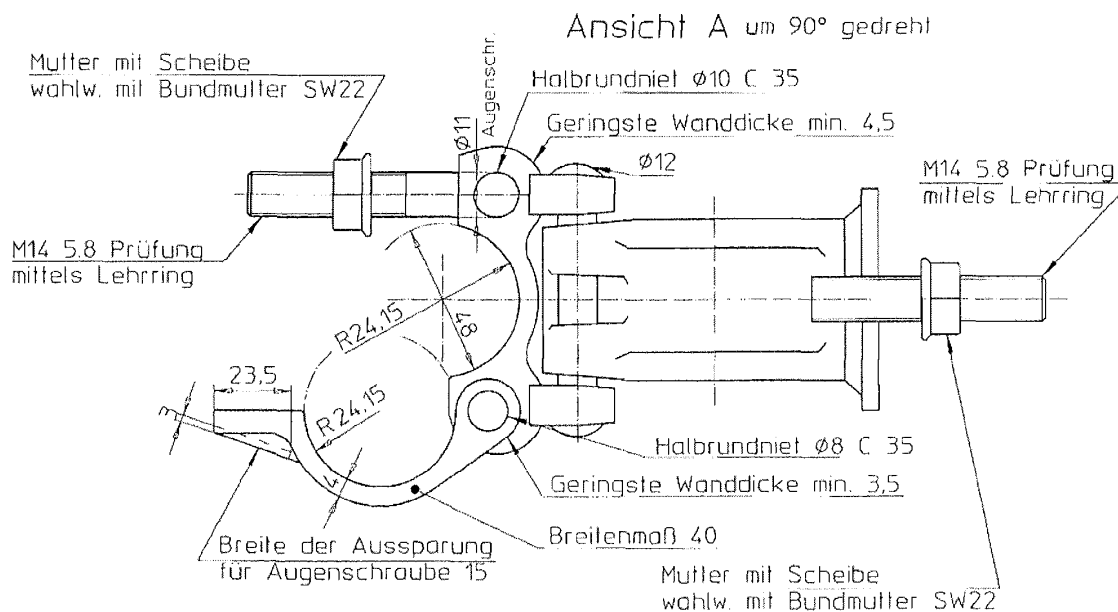 Ansicht A um 90° gedreht
Mutter mit Scheibe
wahlw. mit Bundmutter SW22
Ø11
Augenschr.
Halbrundniet Ø10 C 35
Geringste Wanddicke min. 4,5
Ø12
M14 5.8 Prüfung
mittels Lehrring
M14 5.8 Prüfung
mittels Lehrring
R24,15
48
23,5
3
R24,15
4
Halbrundniet Ø8 C 35
Geringste Wanddicke min. 3,5
Breitenmaß 40
Breite der Aussparung
für Augenschraube 15
Mutter mit Scheibe
wahlw. mit Bundmutter SW22